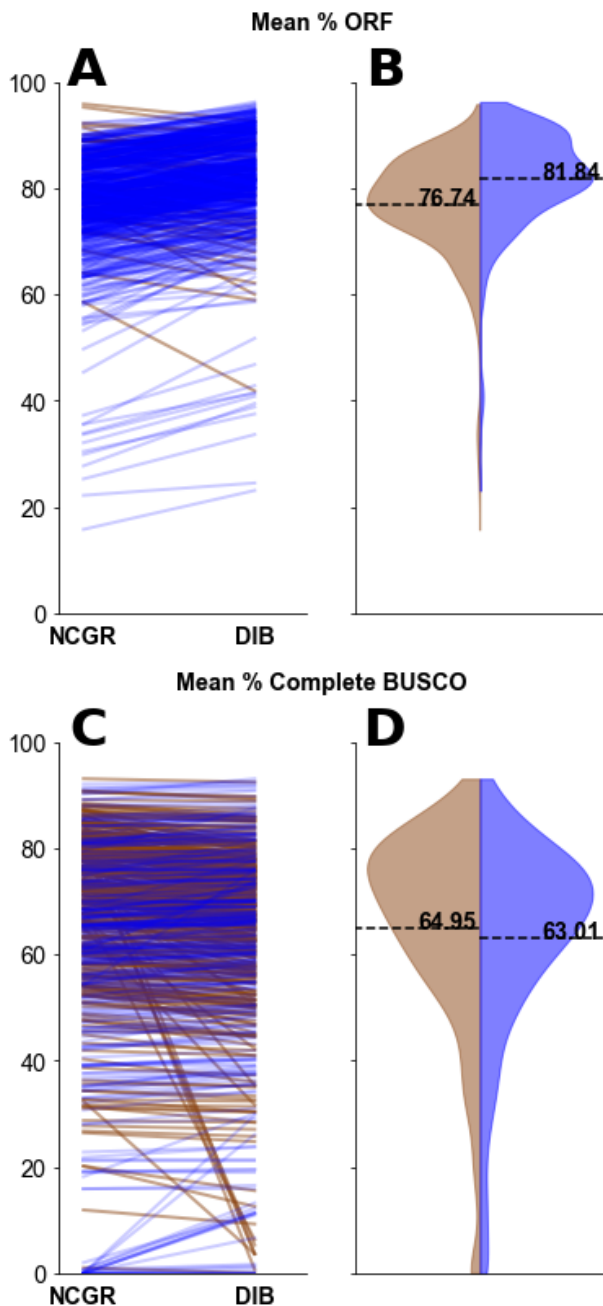 Mean % ORF
A B
100
80
60
40
20
0
76.74
81.84
NCGR DIB
Mean % Complete BUSCO
C D
100
80
60
40
20
0
64.95
63.01
NCGR DIB